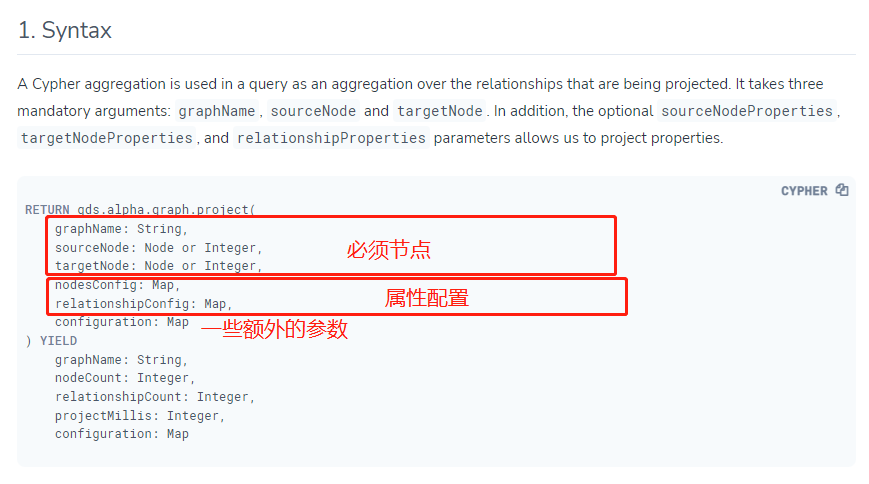 1. Syntax
A Cypher aggregation is used in a query as an aggregation over the relationships that are being projected. It takes three
mandatory arguments: graphName, sourceNode and targetNode. In addition, the optional sourceNodeProperties,
targetNodeProperties, and relationshipProperties parameters allows us to project properties.
CYPHER
RETURN gds.alpha.graph.project(
graphName: String,
sourceNode: Node or Integer,
必须节点
targetNode: Node or Integer,
nodesConfig: Map,
属性配置
relationshipConfig: Map,
configuration: Map
一些额外的参数
) YIELD
graphName: String,
nodeCount: Integer,
relationshipCount: Integer,
projectMillis: Integer,
configuration: Map